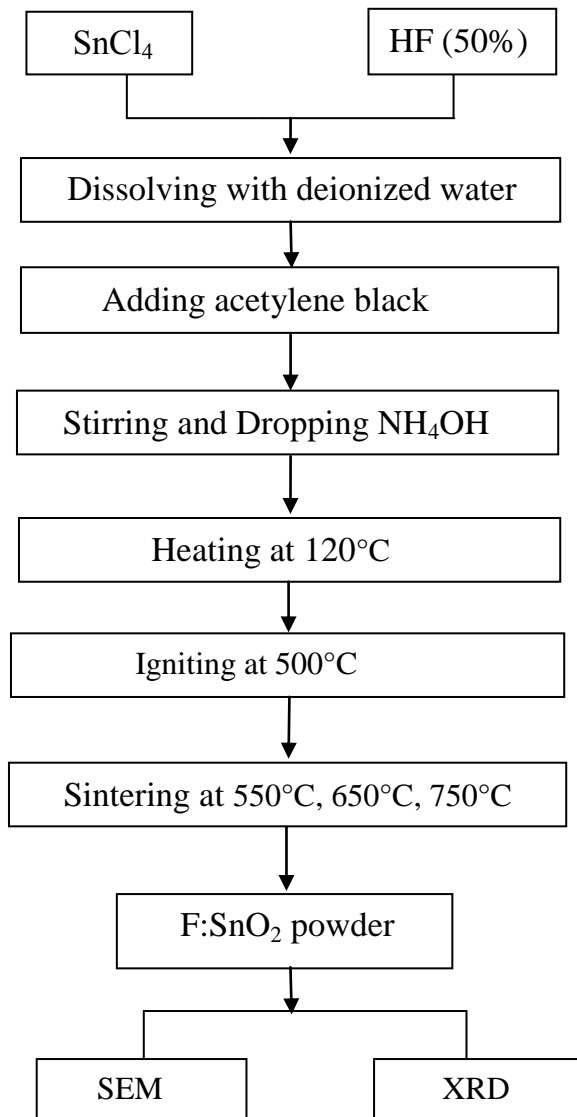 SnCl₄
HF (50%)
Dissolving with deionized water
Adding acetylene black
Stirring and Dropping NH₄OH
Heating at 120°C
Igniting at 500°C
Sintering at 550°C, 650°C, 750°C
F:SnO₂ powder
SEM
XRD